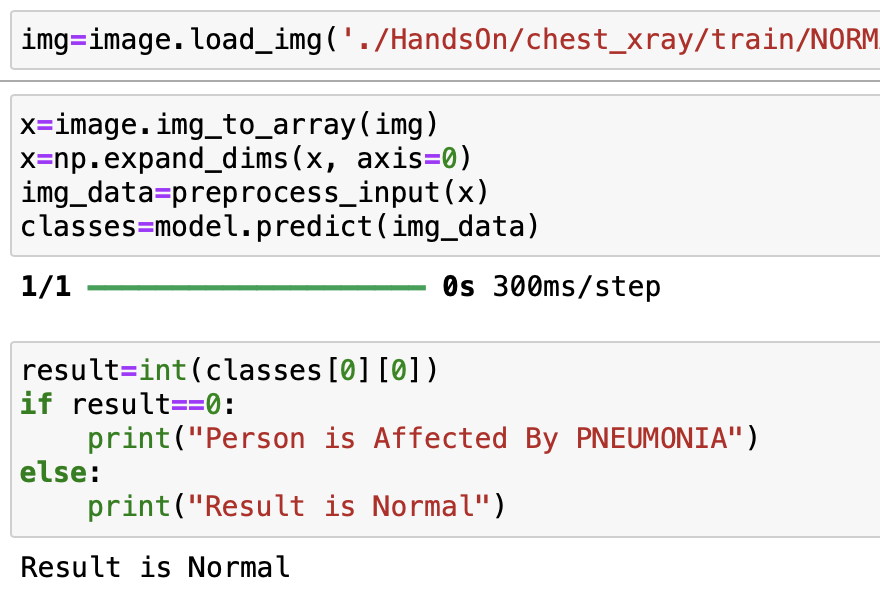 img=image.load_img('./HandsOn/chest_xray/train/NORM
x=image.img_to_array(img)
x=np.expand_dims(x, axis=0)
img_data=preprocess_input(x)
classes=model.predict(img_data)
1/1 ━━━━━━━━━━━━━━━━━━━━ 0s 300ms/step
result=int(classes[0][0])
if result==0:
    print("Person is Affected By PNEUMONIA")
else:
    print("Result is Normal")
Result is Normal